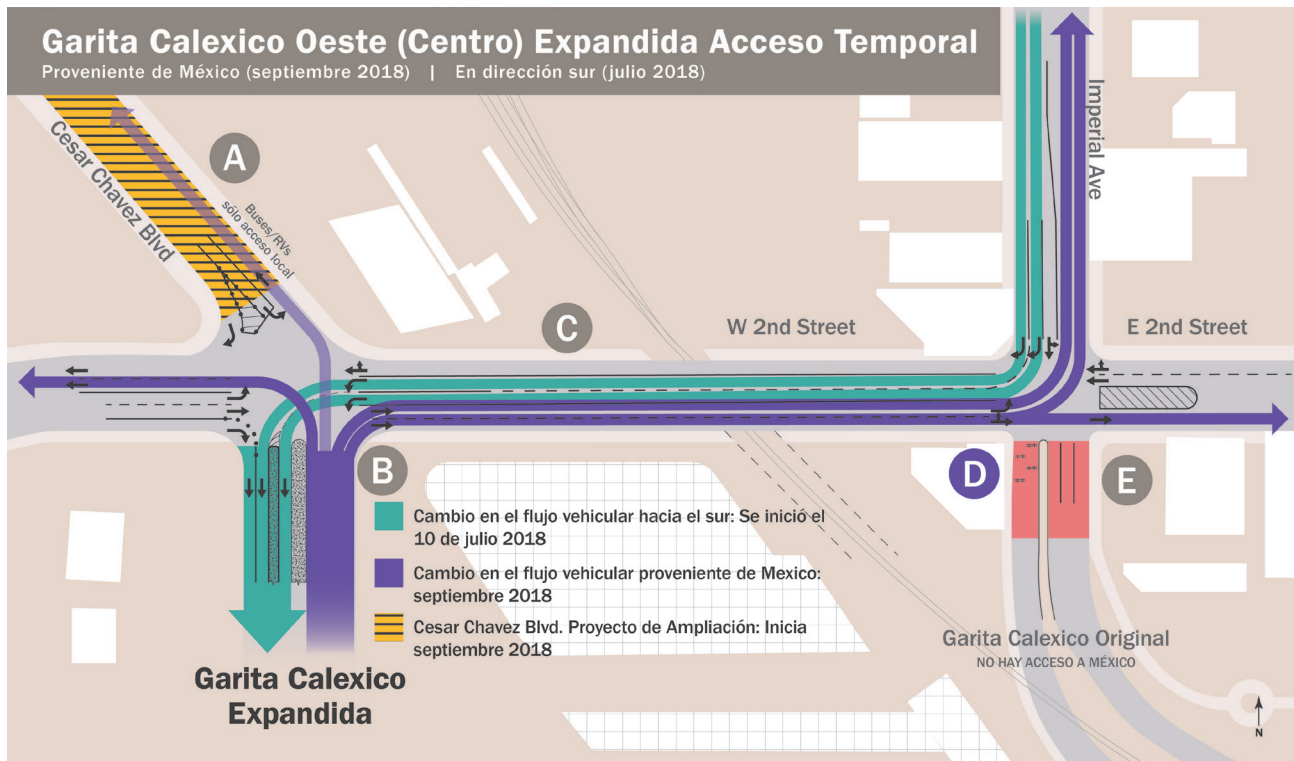 Garita Calexico Oeste (Centro) Expandida Acceso Temporal
Proveniente de México (septiembre 2018) | En dirección sur (julio 2018)
Cesar Chavez Blvd
A
Buses/RVs
sólo acceso local
Imperial Ave
C
W 2nd Street
E 2nd Street
B
D
E
Cambio en el flujo vehicular hacia el sur: Se inició el
10 de julio 2018
Cambio en el flujo vehicular proveniente de Mexico:
septiembre 2018
Cesar Chavez Blvd. Proyecto de Ampliación: Inicia
septiembre 2018
Garita Calexico
Expandida
Garita Calexico Original
NO HAY ACCESO A MÉXICO
N